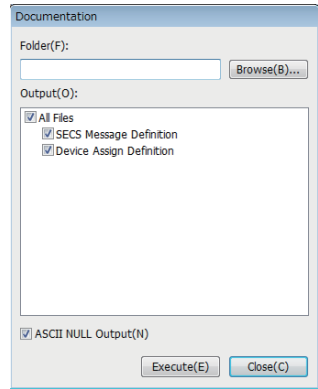 Documentation
Folder(F):
Browse(B)...
Output(O):
All Files
SECS Message Definition
Device Assign Definition
ASCII NULL Output(N)
Execute(E) Close(C)